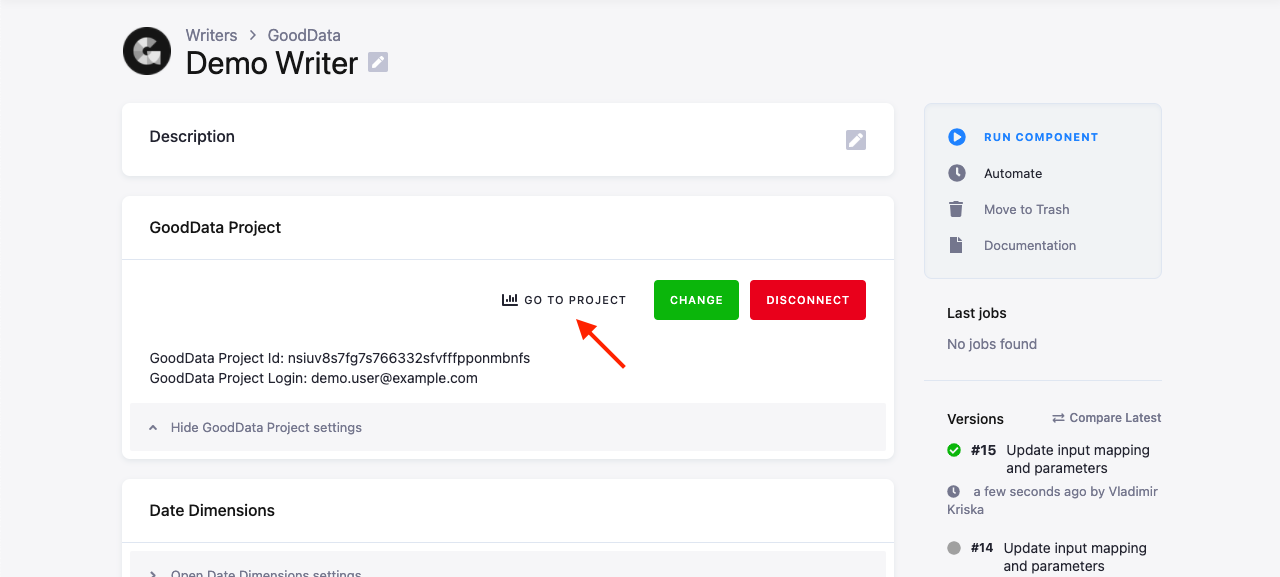 Writers > GoodData
Demo Writer
Description
GoodData Project
GO TO PROJECT
CHANGE
DISCONNECT
GoodData Project Id: nsiuv8s7fg7s766332sfvfffpponmbnfs
GoodData Project Login: demo.user@example.com
Hide GoodData Project settings
Date Dimensions
Open Date Dimensions settings
RUN COMPONENT
Automate
Move to Trash
Documentation
Last jobs
No jobs found
Versions
Compare Latest
#15 Update input mapping
and parameters
a few seconds ago by Vladimir
Kriska
#14 Update input mapping
and parameters